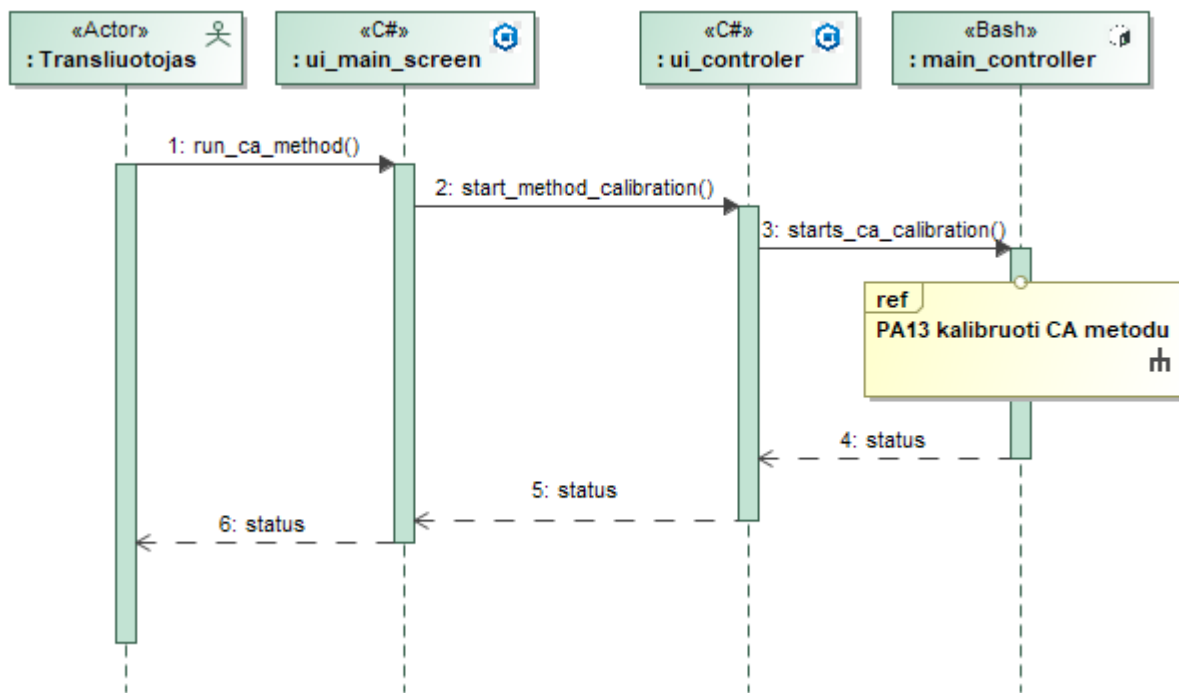 «Actor»
: Transliuotojas
«C#»
: ui_main_screen
«C#»
: ui_controler
«Bash»
: main_controller
1: run_ca_method()
2: start_method_calibration()
3: starts_ca_calibration()
ref
PA13 kalibruoti CA metodu
4: status
5: status
6: status